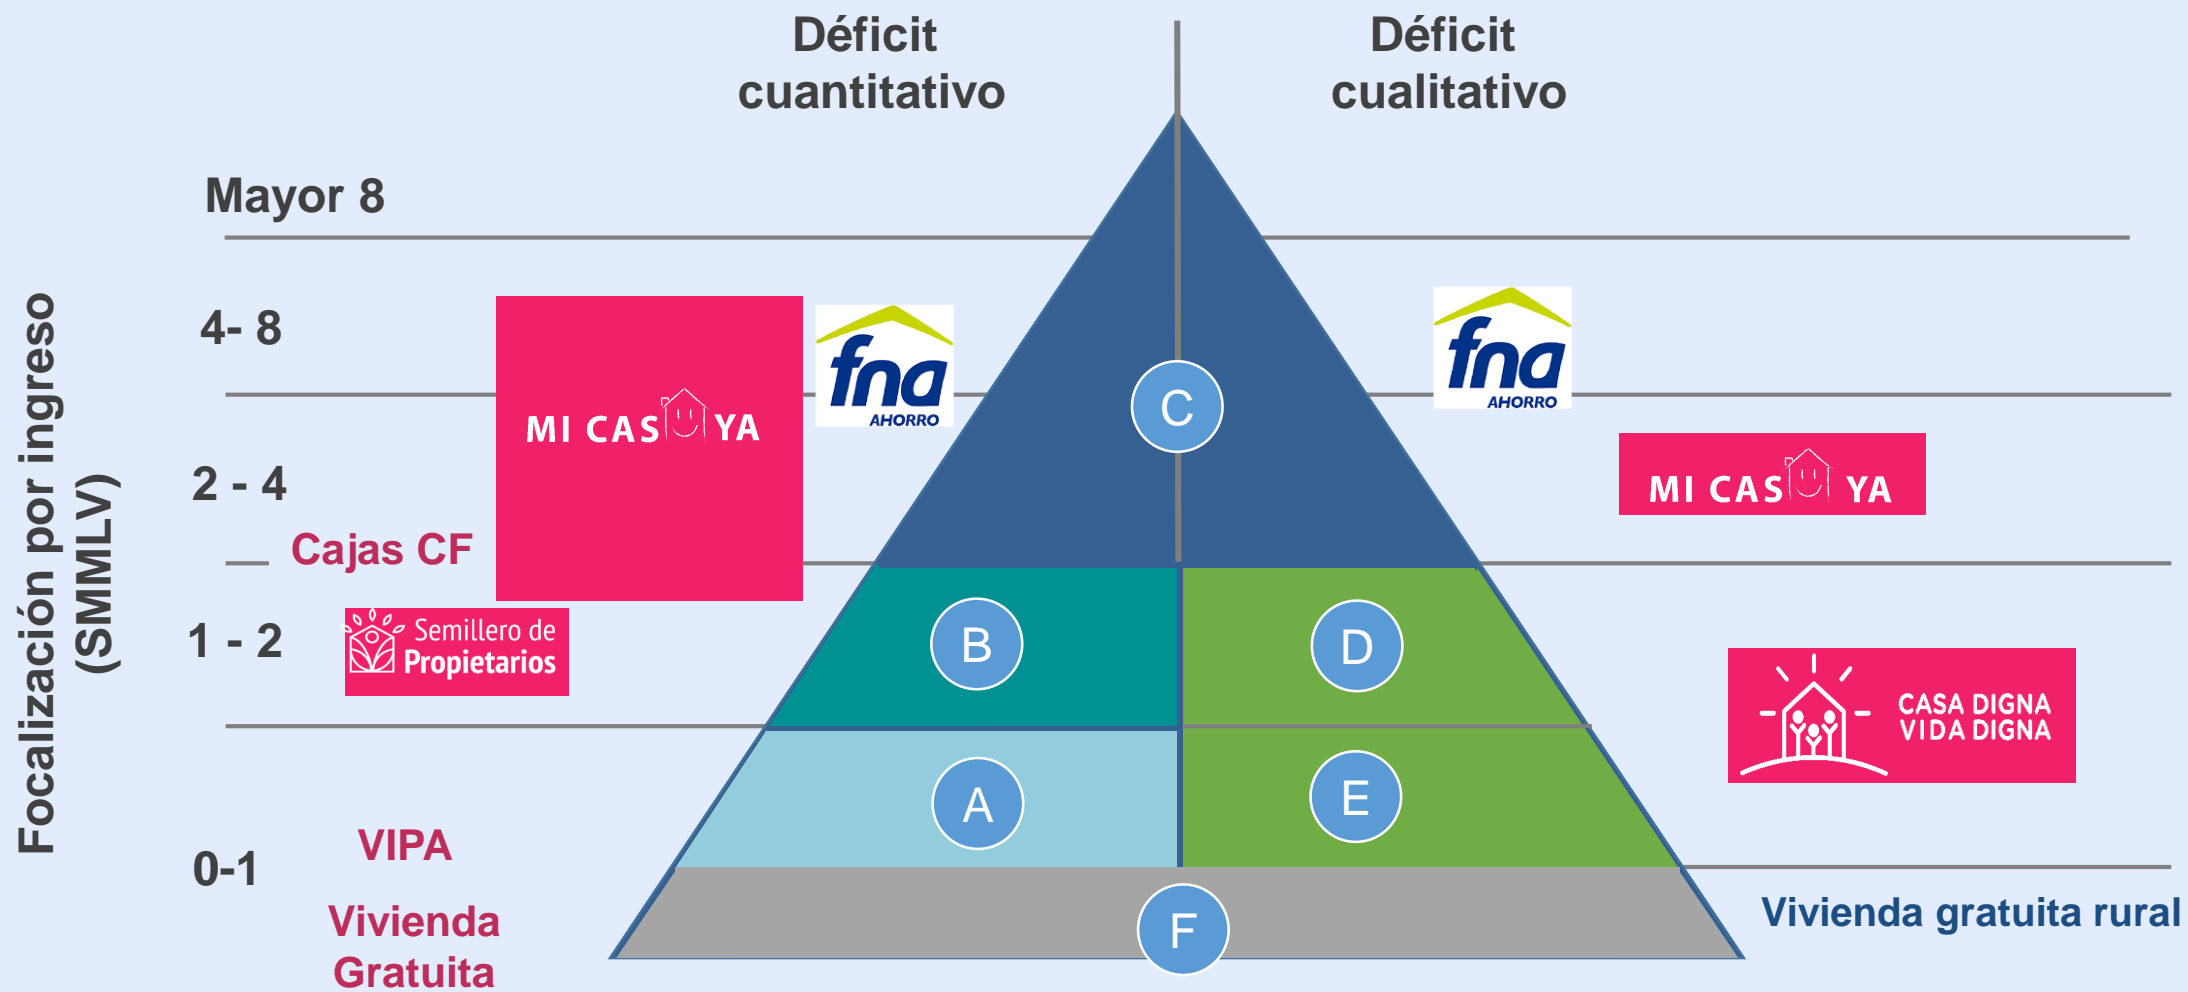 Déficit
cuantitativo
Déficit
cualitativo
Focalización por ingreso
(SMMLV)
Mayor 8
4- 8
fna
AHORRO
fna
AHORRO
MI CAS YA
C
2 - 4
MI CAS YA
Cajas CF
Semillero de
Propietarios
1 - 2
B
D
CASA DIGNA
VIDA DIGNA
A
E
VIPA
0-1
Vivienda
Gratuita
F
Vivienda gratuita rural